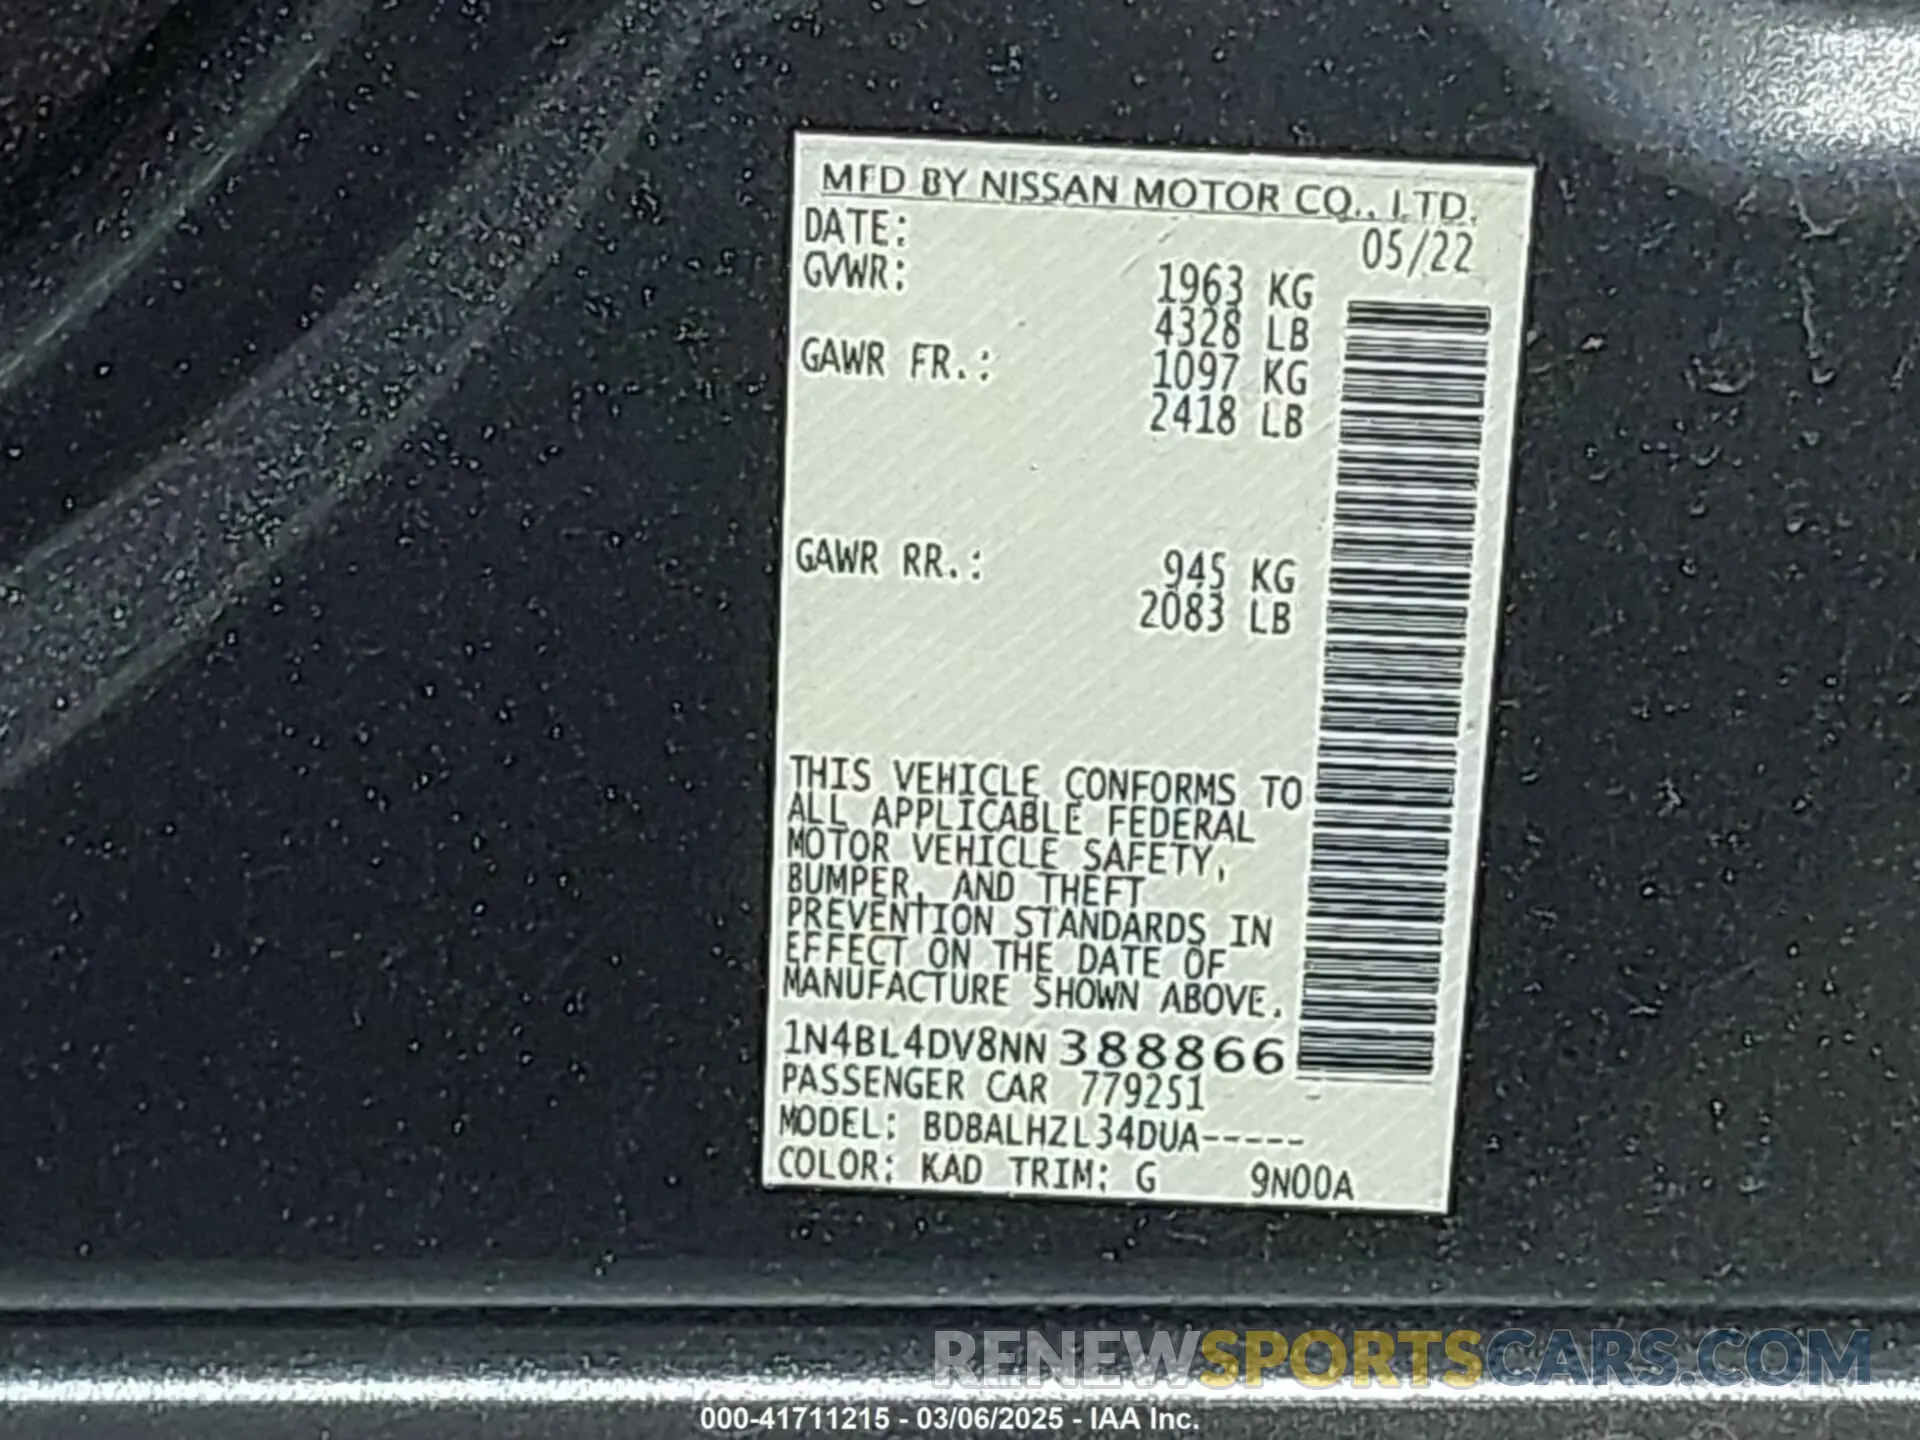 MFD BY NISSAN MOTOR CO., LTD.
DATE: 05/22
GVWR: 1963 KG
4328 LB
GAWR FR.: 1097 KG
2418 LB
GAWR RR.: 945 KG
2083 LB
THIS VEHICLE CONFORMS TO
ALL APPLICABLE FEDERAL
MOTOR VEHICLE SAFETY,
BUMPER, AND THEFT
PREVENTION STANDARDS IN
EFFECT ON THE DATE OF
MANUFACTURE SHOWN ABOVE.
1N4BL4DV8NN388866
PASSENGER CAR 779251
MODEL: BDBALHZL34DUA-----
COLOR: KAD TRIM: G 9N00A
RENEWSPORTSCARS.COM
000-41711215 - 03/06/2025 - IAA Inc.